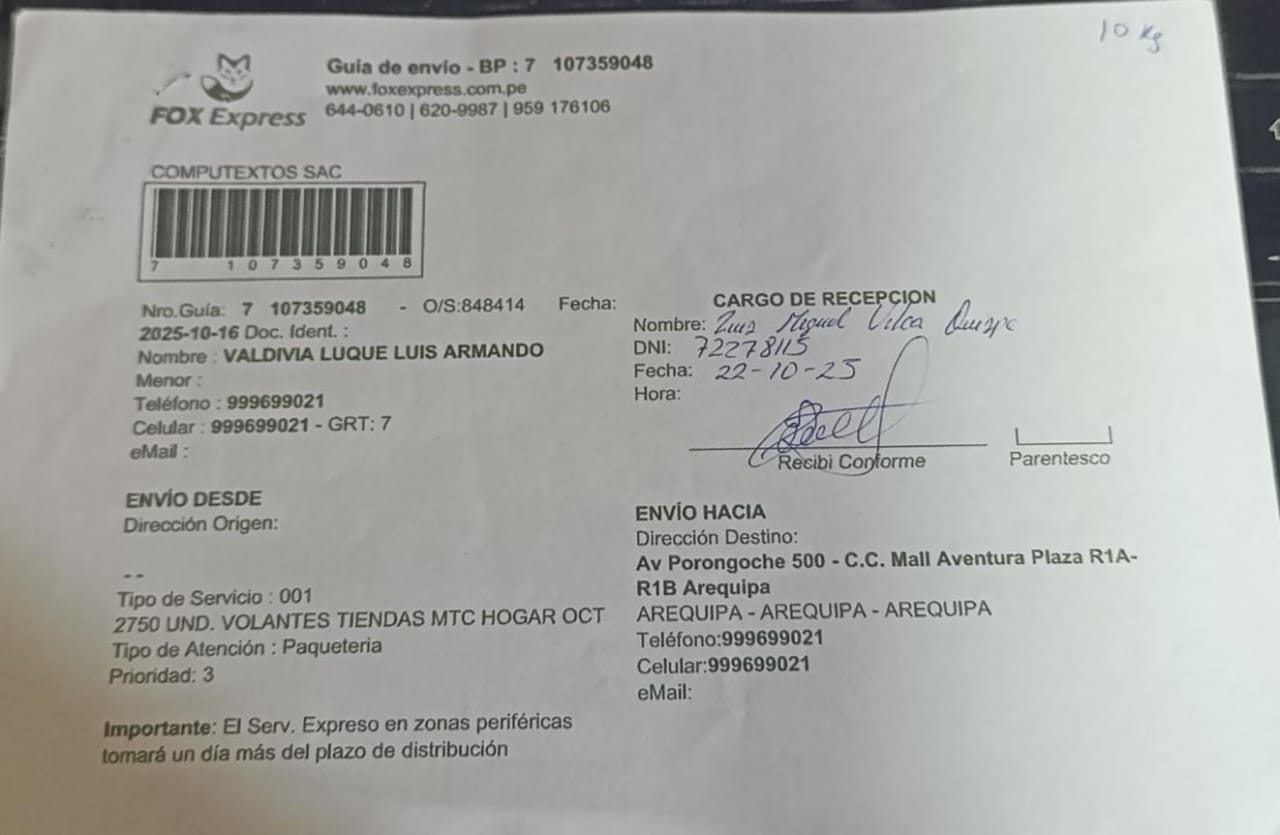 10 Kg
FOX Express
Guía de envío - BP : 7 107359048
www.foxexpress.com.pe
644-0610 | 620-9987 | 959 176106
COMPUTEXTOS SAC
7 107359048
Nro.Guía: 7 107359048 - O/S:848414 Fecha:
2025-10-16 Doc. Ident. :
Nombre : VALDIVIA LUQUE LUIS ARMANDO
Menor :
Teléfono : 999699021
Celular : 999699021 - GRT: 7
eMail :
CARGO DE RECEPCION
Nombre: Luis Miguel Vilca Quispe
DNI: 72278115
Fecha: 22-10-25
Hora:
Recibi Conforme
Parentesco
ENVÍO DESDE
Dirección Origen:
- -
Tipo de Servicio : 001
2750 UND. VOLANTES TIENDAS MTC HOGAR OCT
Tipo de Atención : Paqueteria
Prioridad: 3
ENVÍO HACIA
Dirección Destino:
Av Porongoche 500 - C.C. Mall Aventura Plaza R1A-
R1B Arequipa
AREQUIPA - AREQUIPA - AREQUIPA
Teléfono:999699021
Celular:999699021
eMail:
Importante: El Serv. Expreso en zonas periféricas
tomará un día más del plazo de distribución